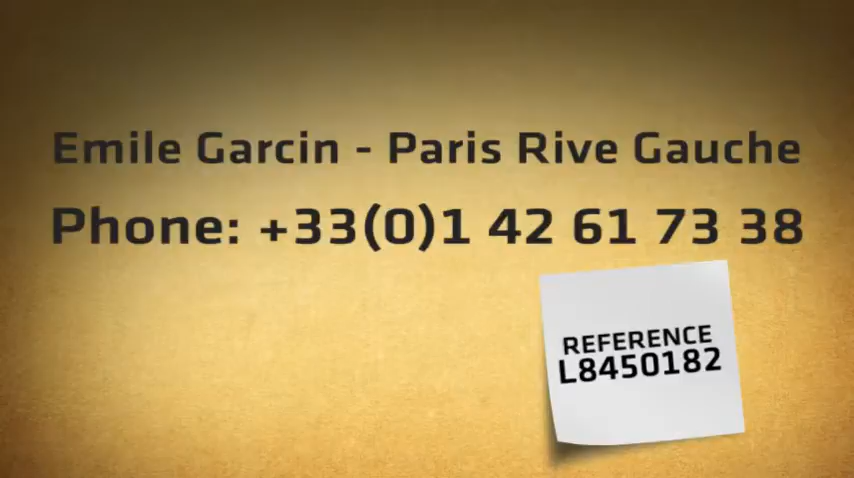 Emile Garcin - Paris Rive Gauche
Phone: +33(0)1 42 61 73 38
REFERENCE
L8450182